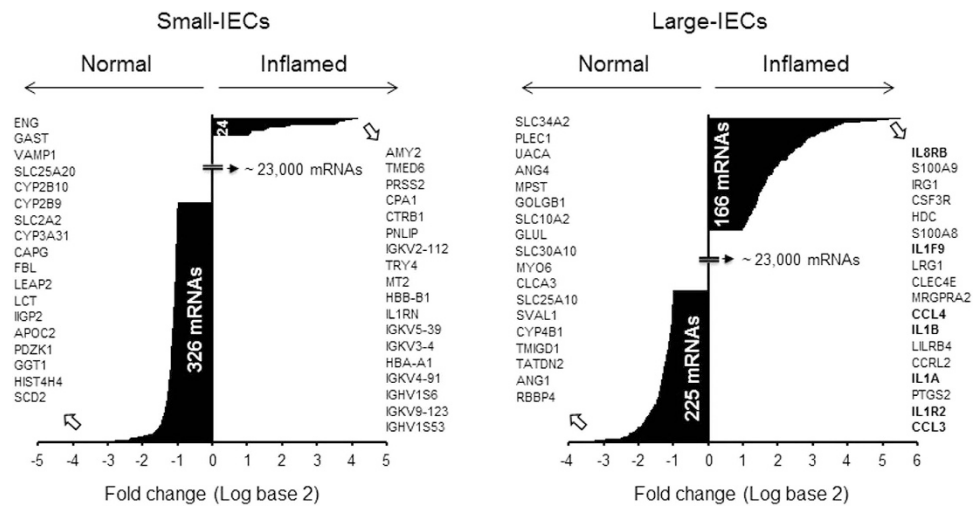 Small-IECs
Normal
Inflamed
ENG
GAST
VAMP1
SLC25A20
CYP2B10
CYP2B9
SLC2A2
CYP3A31
CAPG
FBL
LEAP2
LCT
IIGP2
APOC2
PDZK1
GGT1
HIST4H4
SCD2
24
~ 23,000 mRNAs
326 mRNAs
AMY2
TMED6
PRSS2
CPA1
CTRB1
PNLIP
IGKV2-112
TRY4
MT2
HBB-B1
IL1RN
IGKV5-39
IGKV3-4
HBA-A1
IGKV4-91
IGHV1S6
IGKV9-123
IGHV1S53
-5 -4 -3 -2 -1 0 1 2 3 4 5
Fold change (Log base 2)
Large-IECs
Normal
Inflamed
SLC34A2
PLEC1
UACA
ANG4
MPST
GOLGB1
SLC10A2
GLUL
SLC30A10
MYO6
CLCA3
SLC25A10
SVAL1
CYP4B1
TMIGD1
TATDN2
ANG1
RBBP4
166 mRNAs
~ 23,000 mRNAs
225 mRNAs
IL8RB
S100A9
IRG1
CSF3R
HDC
S100A8
IL1F9
LRG1
CLEC4E
MRGPRA2
CCL4
IL1B
LILRB4
CCRL2
IL1A
PTGS2
IL1R2
CCL3
-4 -3 -2 -1 0 1 2 3 4 5 6
Fold change (Log base 2)